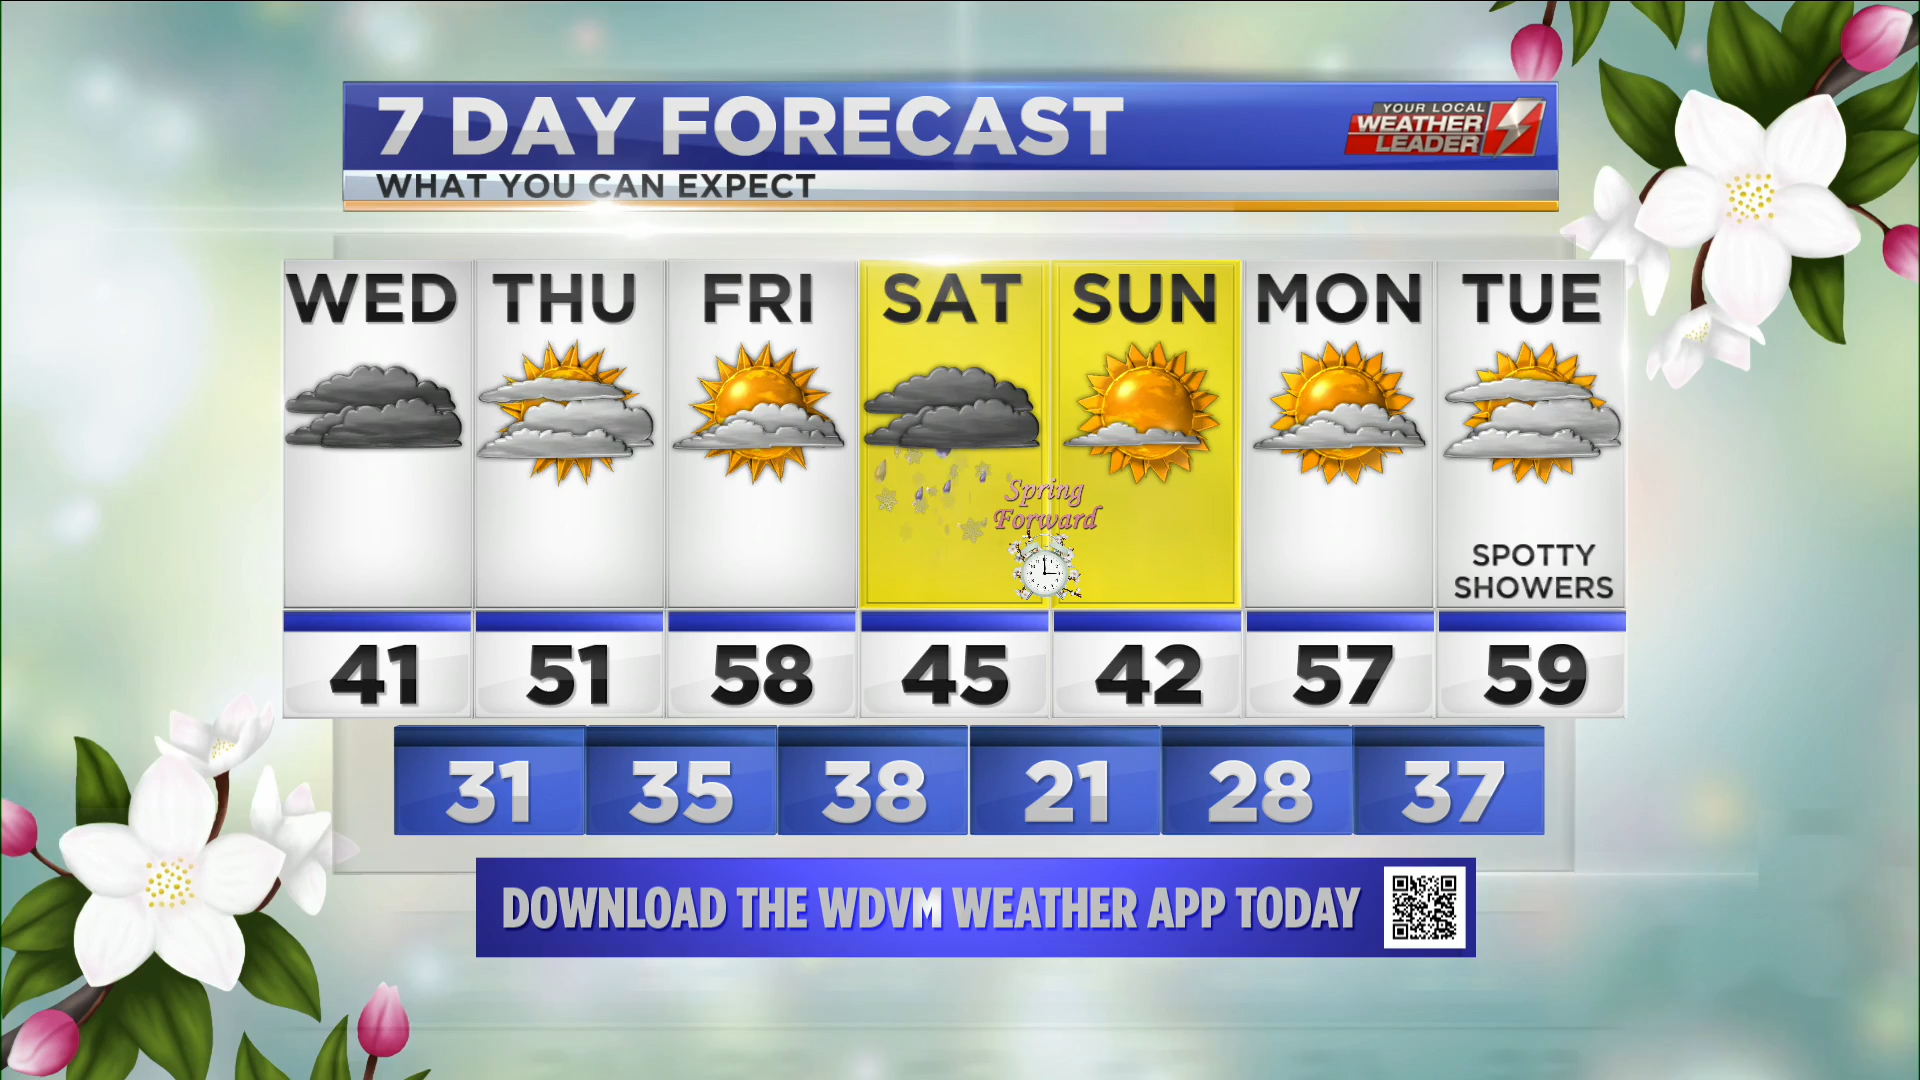 7 DAY FORECAST
YOUR LOCAL
WEATHER
LEADER
WHAT YOU CAN EXPECT
WED THU FRI SAT SUN MON TUE
Spring
Forward
SPOTTY
SHOWERS
41 51 58 45 42 57 59
31 35 38 21 28 37
DOWNLOAD THE WDVM WEATHER APP TODAY